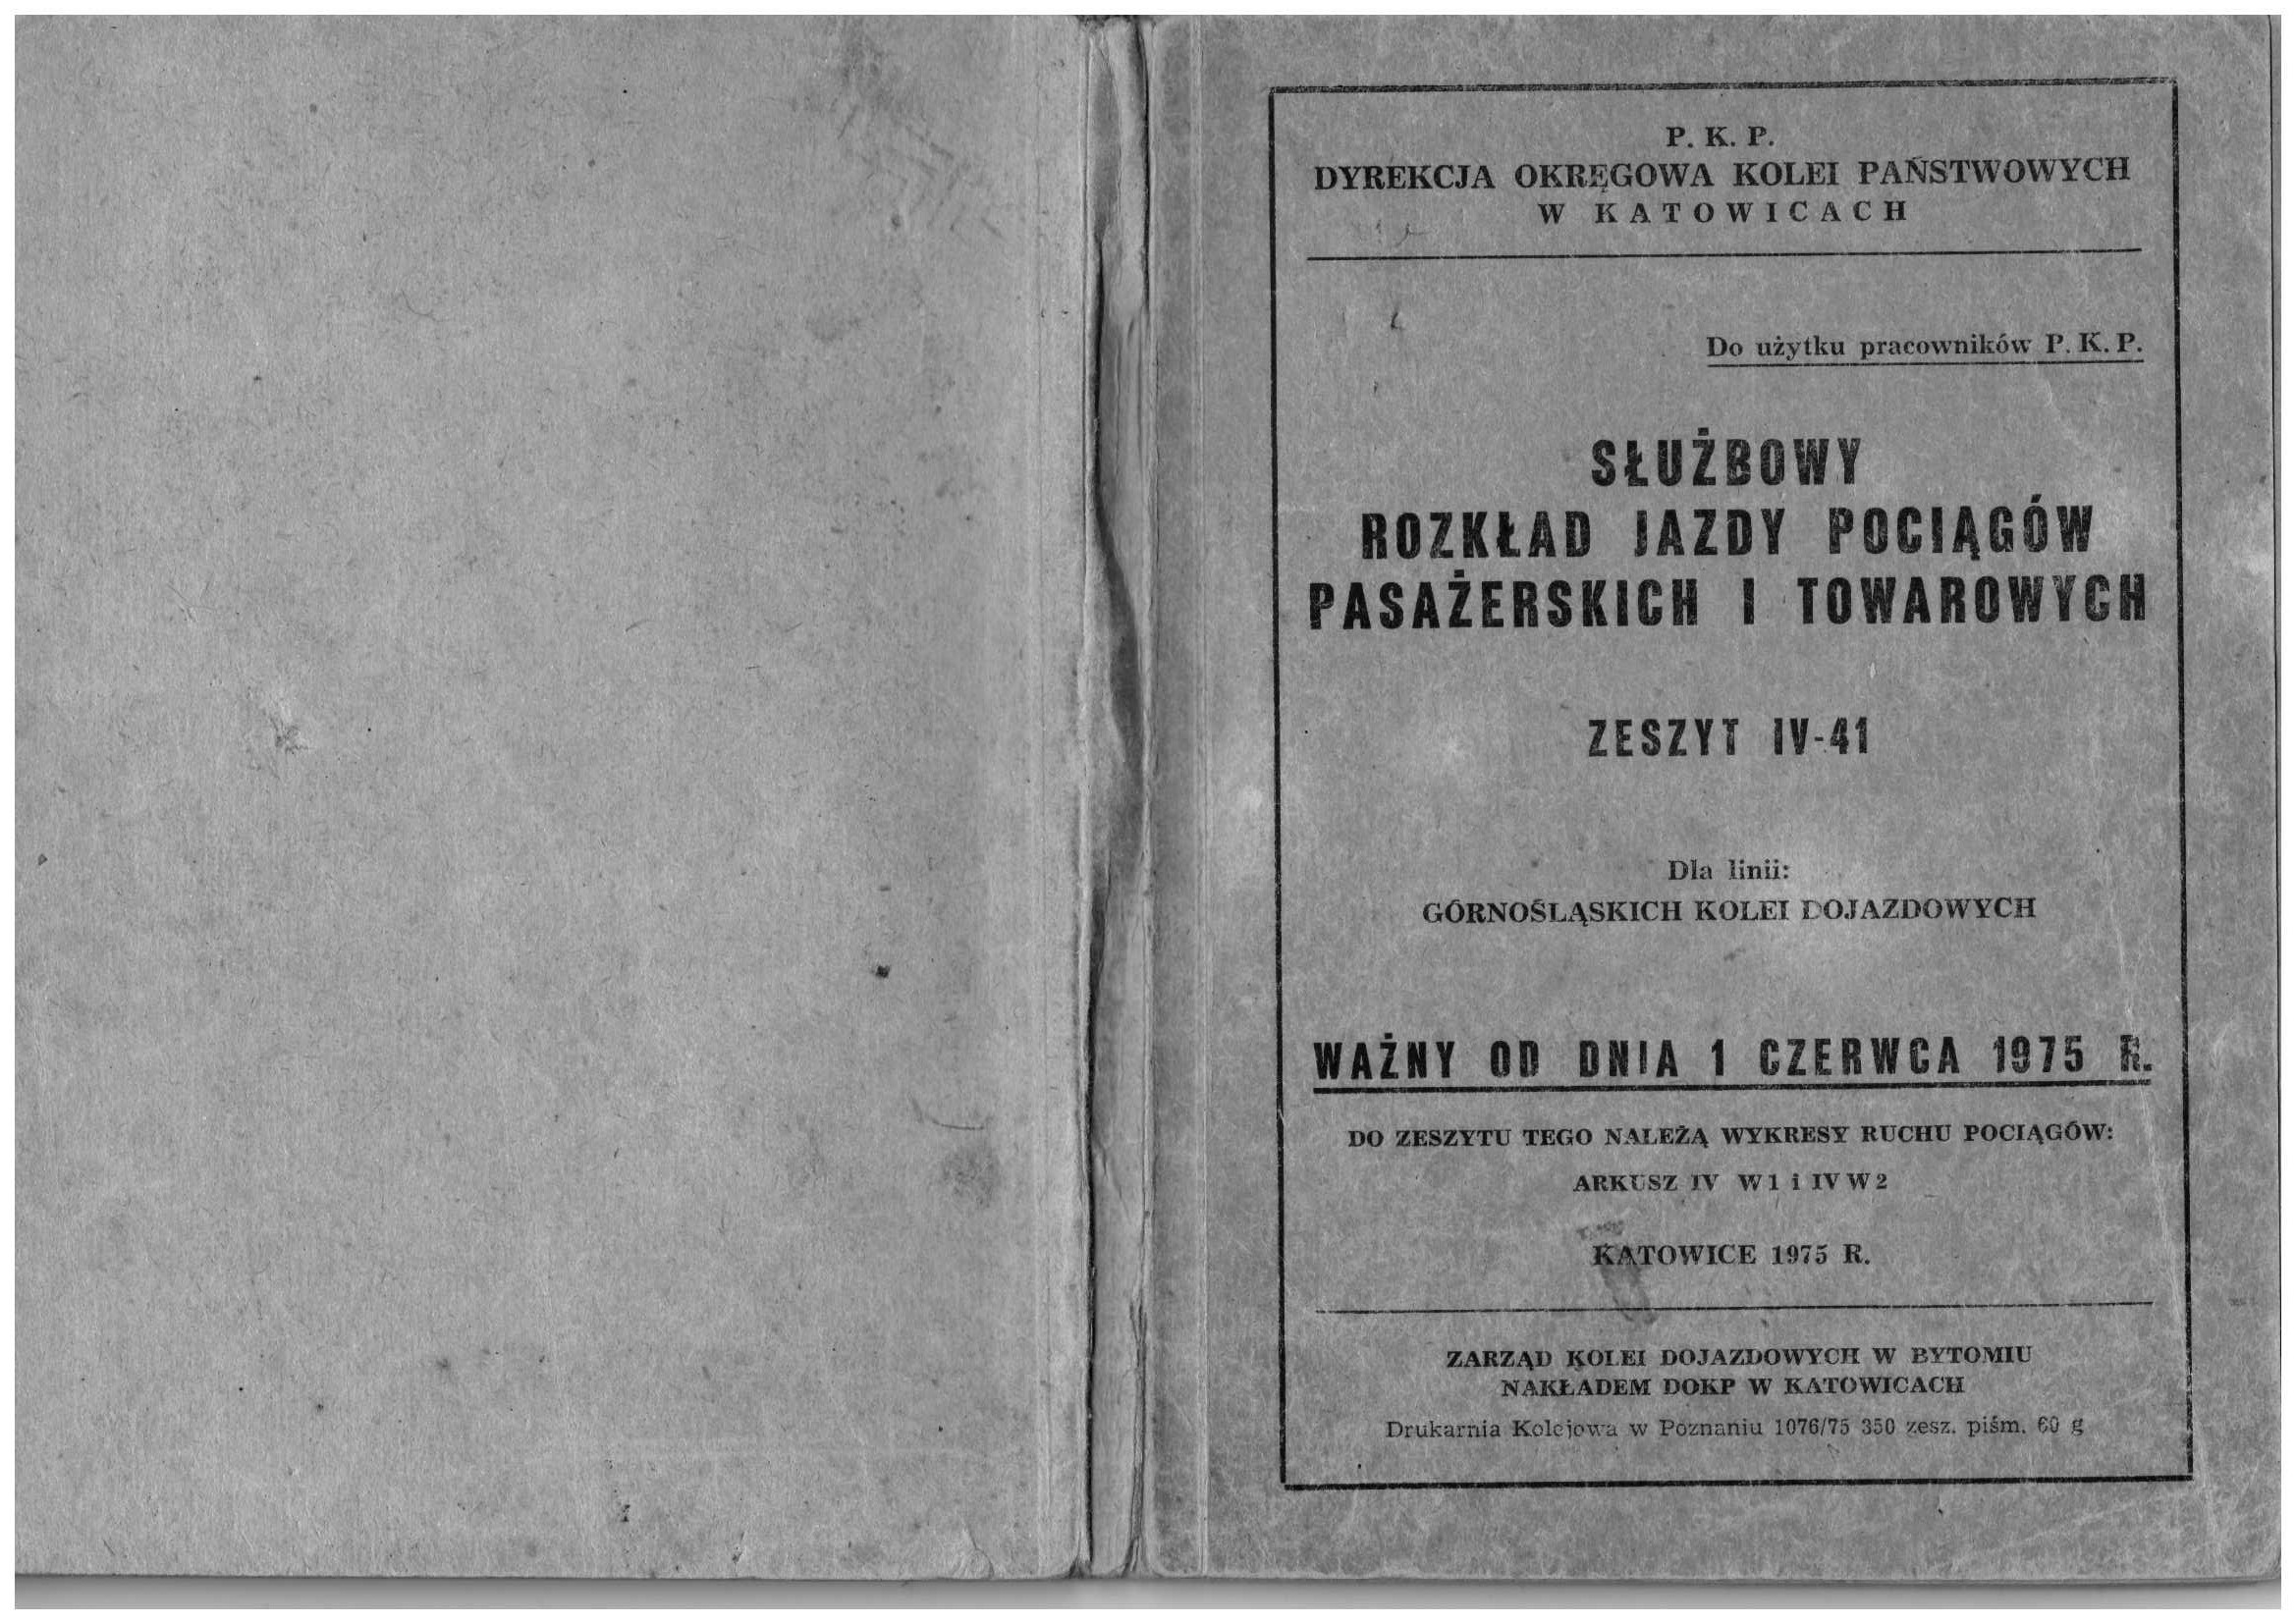 P. K. P.
DYREKCJA OKRĘGOWA KOLEI PAŃSTWOWYCH
W KATOWICACH
Do użytku pracowników P. K. P.
SŁUŻBOWY
ROZKŁAD JAZDY POCIĄGÓW
PASAŻERSKICH I TOWAROWYCH
ZESZYT IV-41
Dla linii:
GÓRNOŚLĄSKICH KOLEI DOJAZDOWYCH
WAŻNY OD DNIA 1 CZERWCA 1975 R.
DO ZESZYTU TEGO NALEŻĄ WYKRESY RUCHU POCIĄGÓW:
ARKUSZ IV W1 i IV W2
KATOWICE 1975 R.
ZARZĄD KOLEI DOJAZDOWYCH W BYTOMIU
NAKŁADEM DOKP W KATOWICACH
Drukarnia Kolejowa w Poznaniu 1076/75 350 zesz. piśm. 60 g